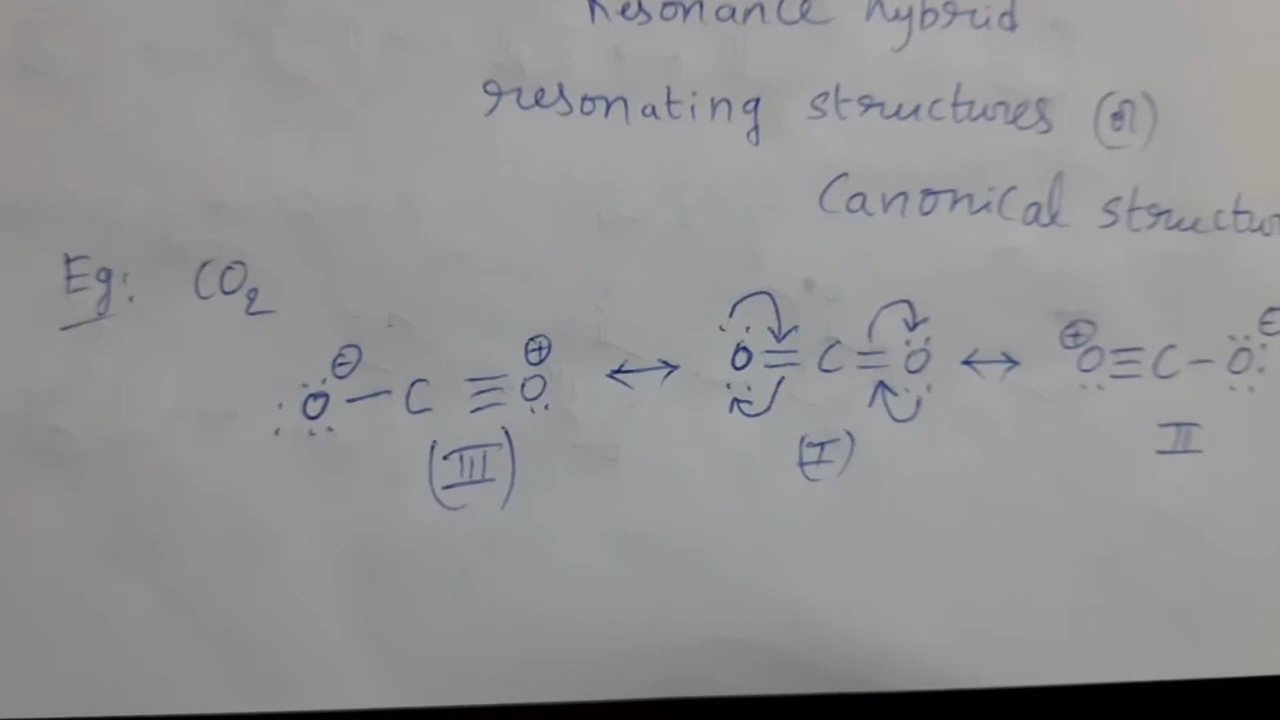 Resonance hybrid
resonating structures (or)
Canonical structu
Eg: CO₂
:Ö⊖ — C ≡ O⊕ ↔ O = C = O ↔ ⊕O ≡ C – Ö:⊖
(III) (I) II